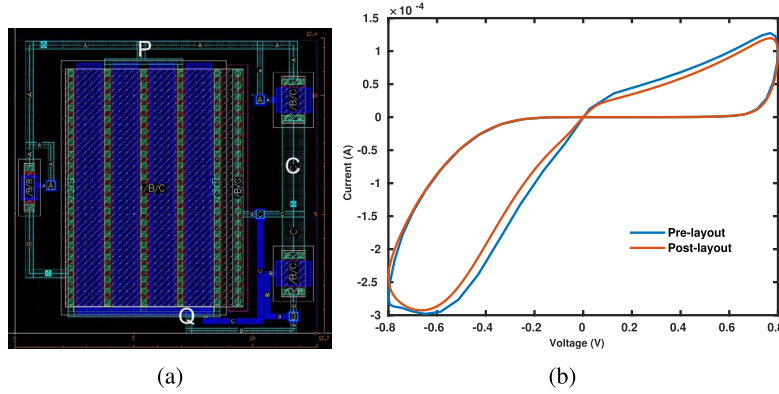 P
A
A
A
A
A
A
A
I/B/C
C
I/B/C
I/B/C
C
C
B
C
Q
B
C
B
× 10⁻⁴
1.5
1
0.5
0
-0.5
-1
-1.5
-2
-2.5
-3
Current (A)
Pre-layout
Post-layout
-0.8 -0.6 -0.4 -0.2 0 0.2 0.4 0.6 0.8
Voltage (V)
(a)
(b)